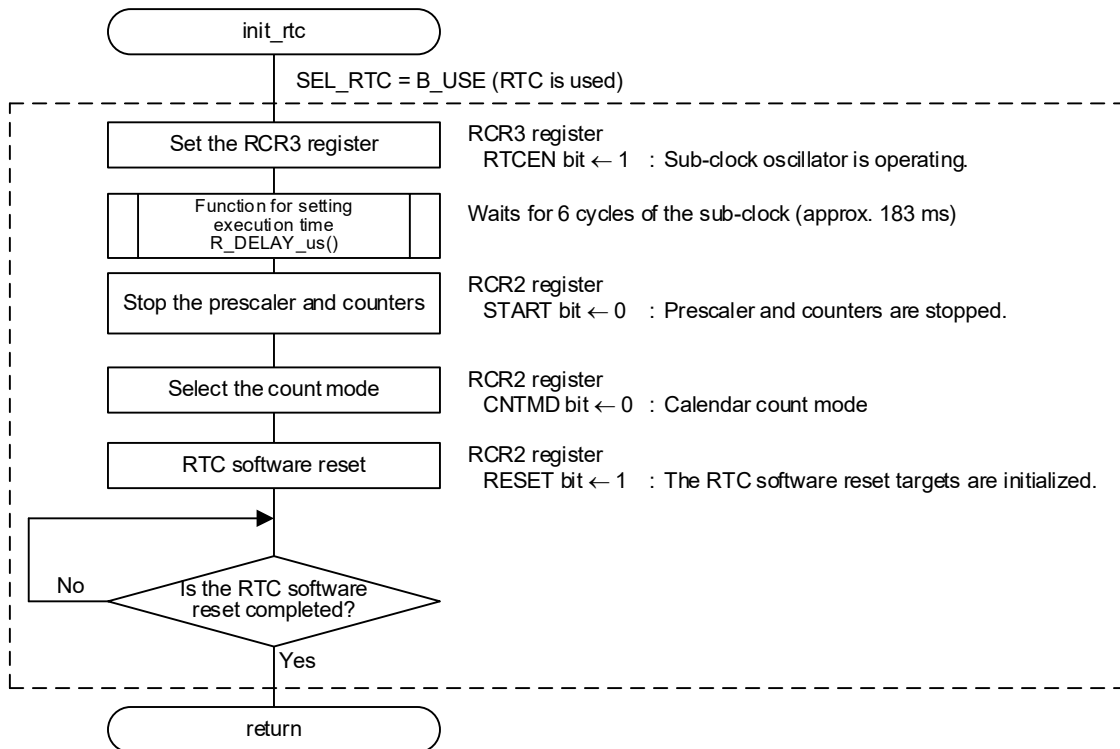 init_rtc
SEL_RTC = B_USE (RTC is used)
Set the RCR3 register
RCR3 register
RTCEN bit ← 1 : Sub-clock oscillator is operating.
Function for setting
execution time
R_DELAY_us()
Waits for 6 cycles of the sub-clock (approx. 183 ms)
Stop the prescaler and counters
RCR2 register
START bit ← 0 : Prescaler and counters are stopped.
Select the count mode
RCR2 register
CNTMD bit ← 0 : Calendar count mode
RTC software reset
RCR2 register
RESET bit ← 1 : The RTC software reset targets are initialized.
No
Is the RTC software
reset completed?
Yes
return